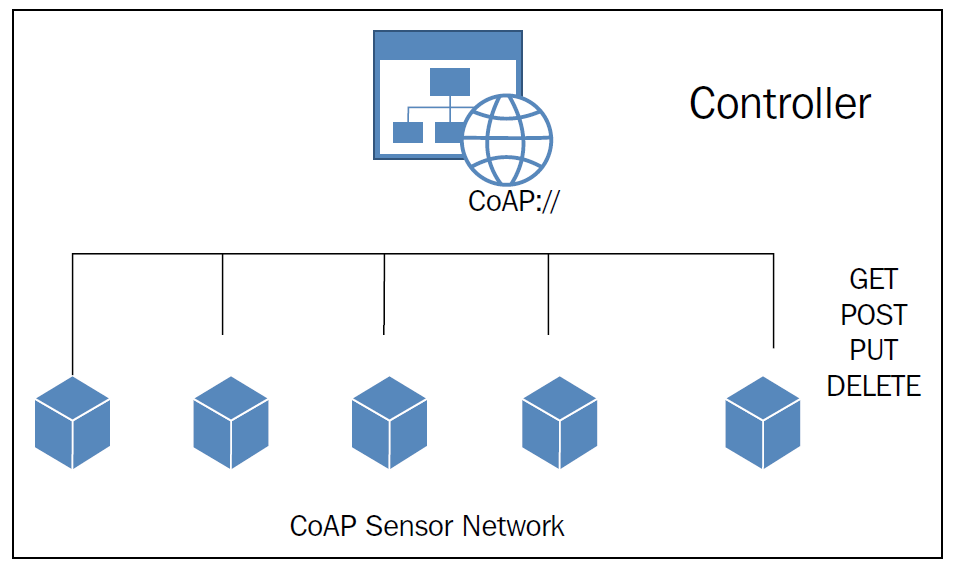 Controller
CoAP://
GET
POST
PUT
DELETE
CoAP Sensor Network